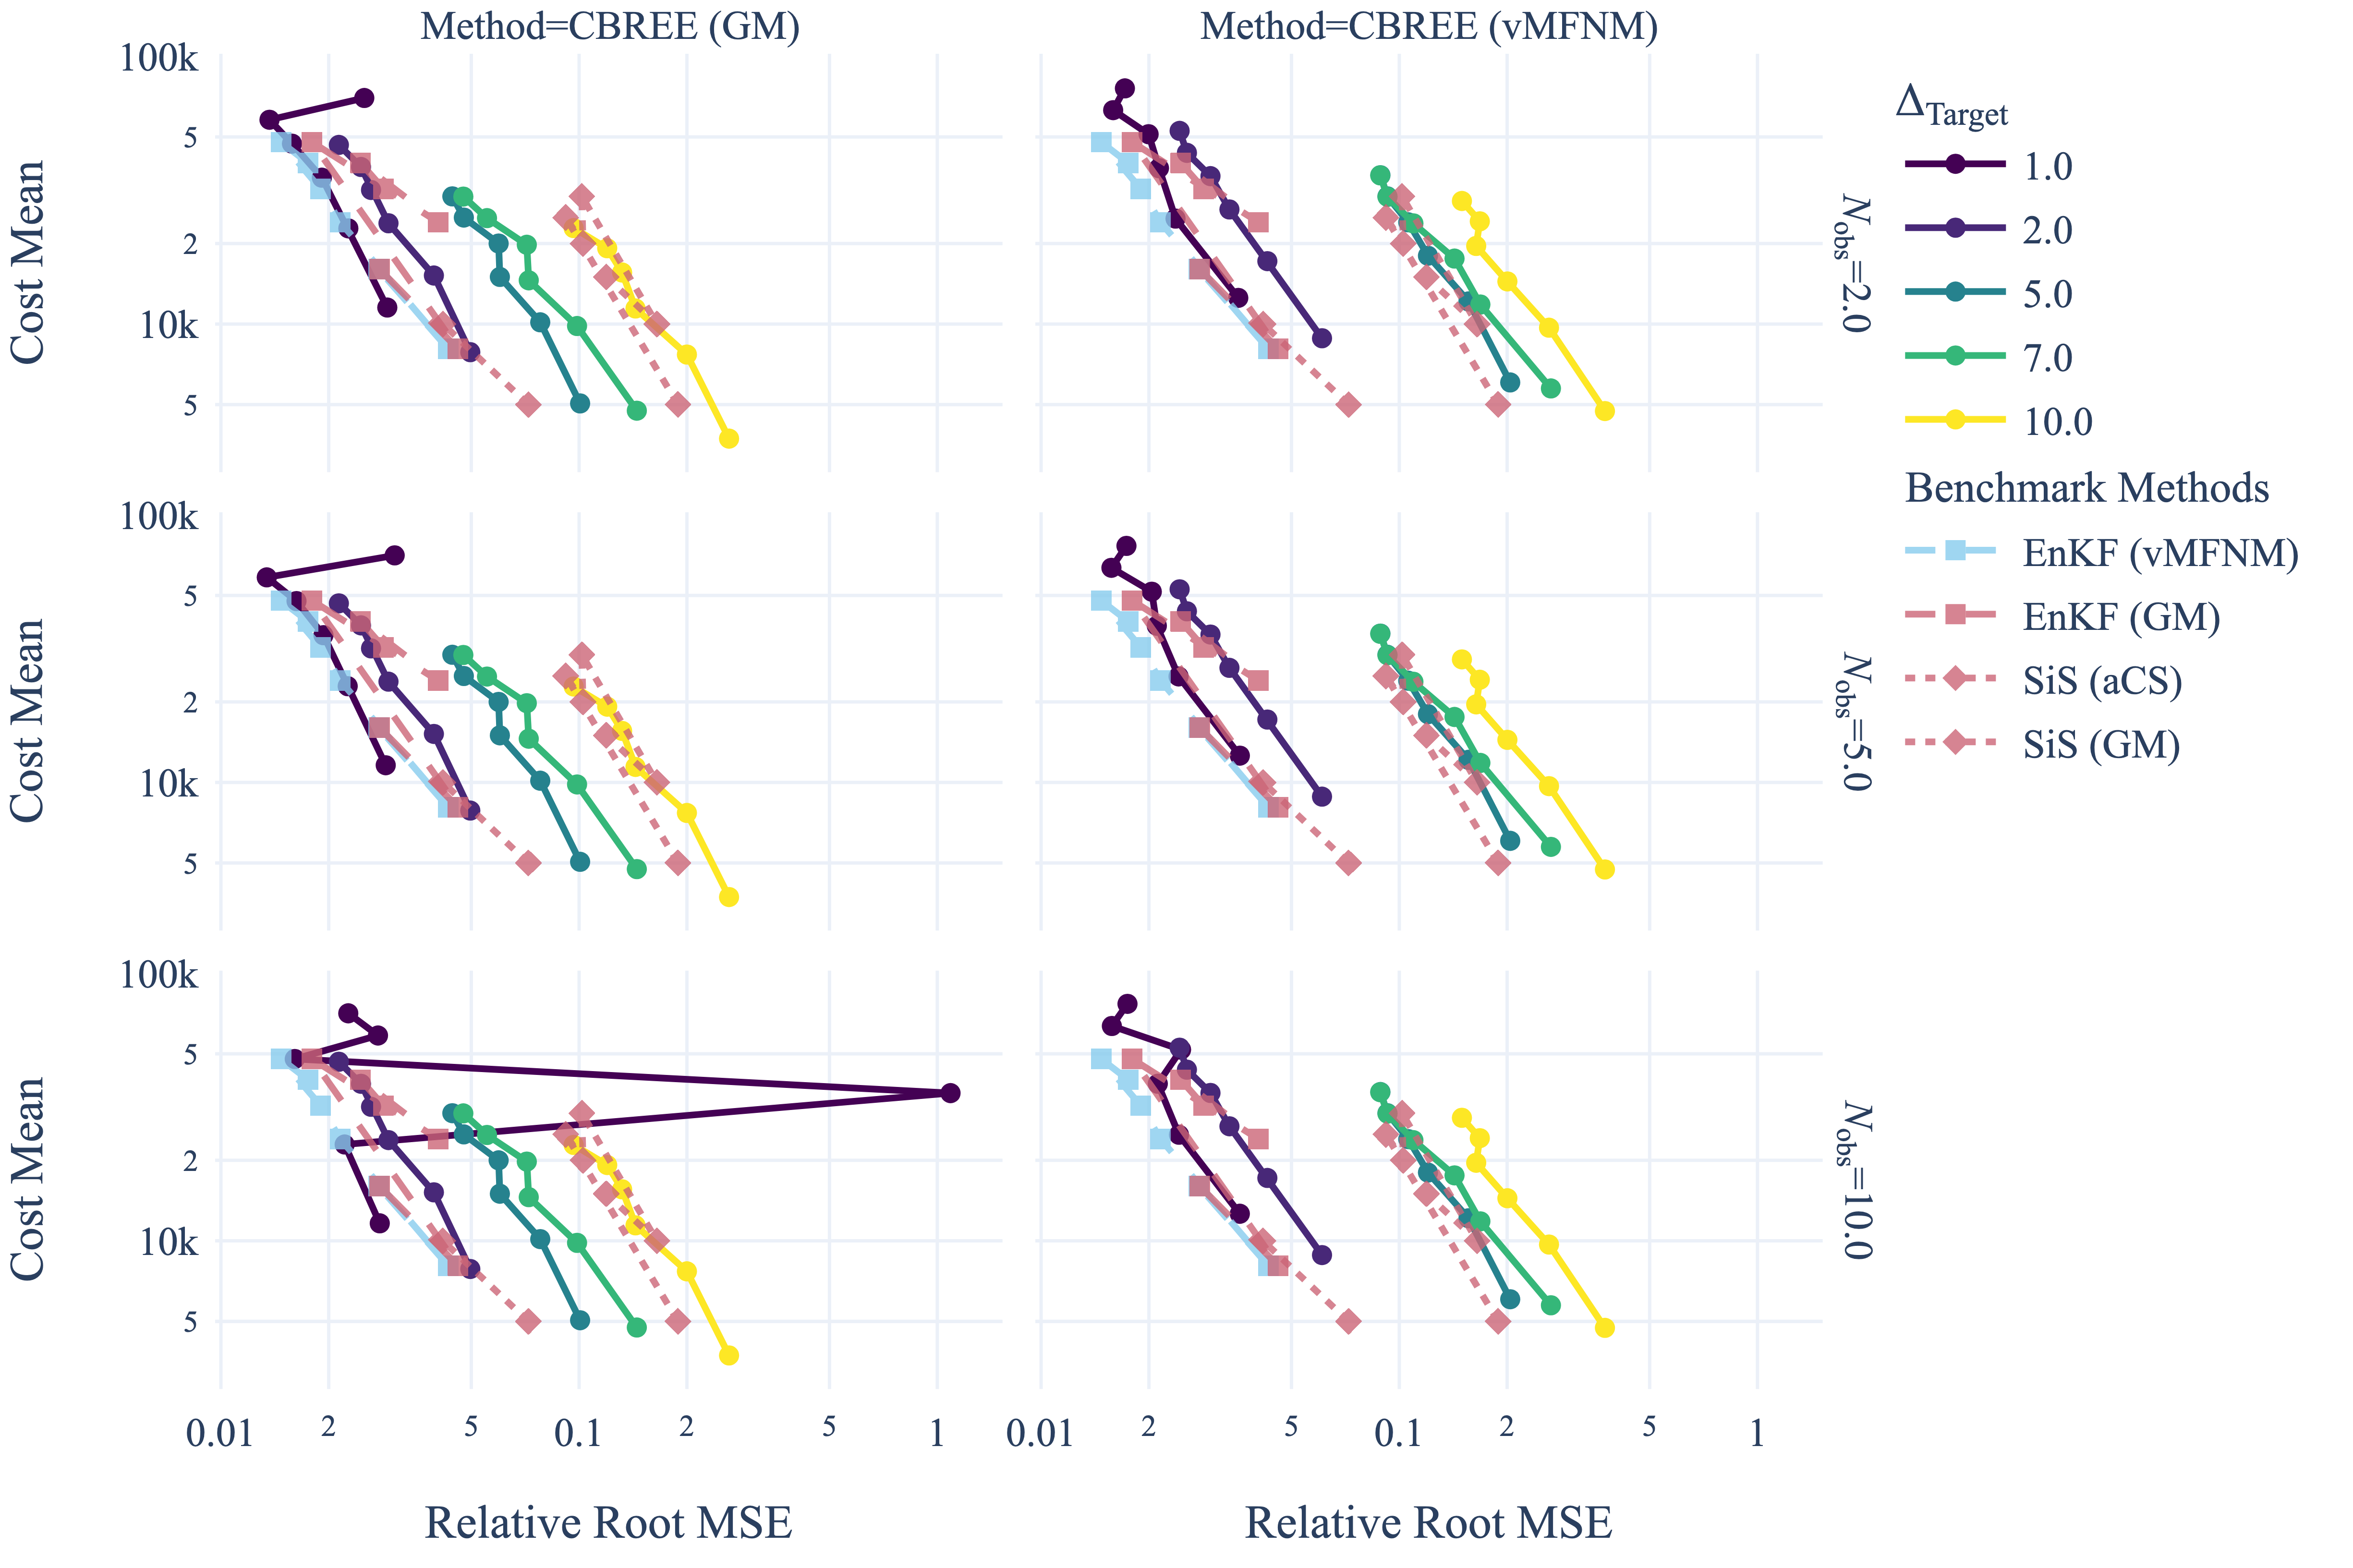 Method=CBREE (GM)
Method=CBREE (vMFNM)
100k
5
2
10k
5
Cost Mean
N_obs=2.0
100k
5
2
10k
5
Cost Mean
N_obs=5.0
100k
5
2
10k
5
Cost Mean
N_obs=10.0
0.01 2 5 0.1 2 5 1
0.01 2 5 0.1 2 5 1
Relative Root MSE
Relative Root MSE
Δ_Target
1.0
2.0
5.0
7.0
10.0
Benchmark Methods
EnKF (vMFNM)
EnKF (GM)
SiS (aCS)
SiS (GM)